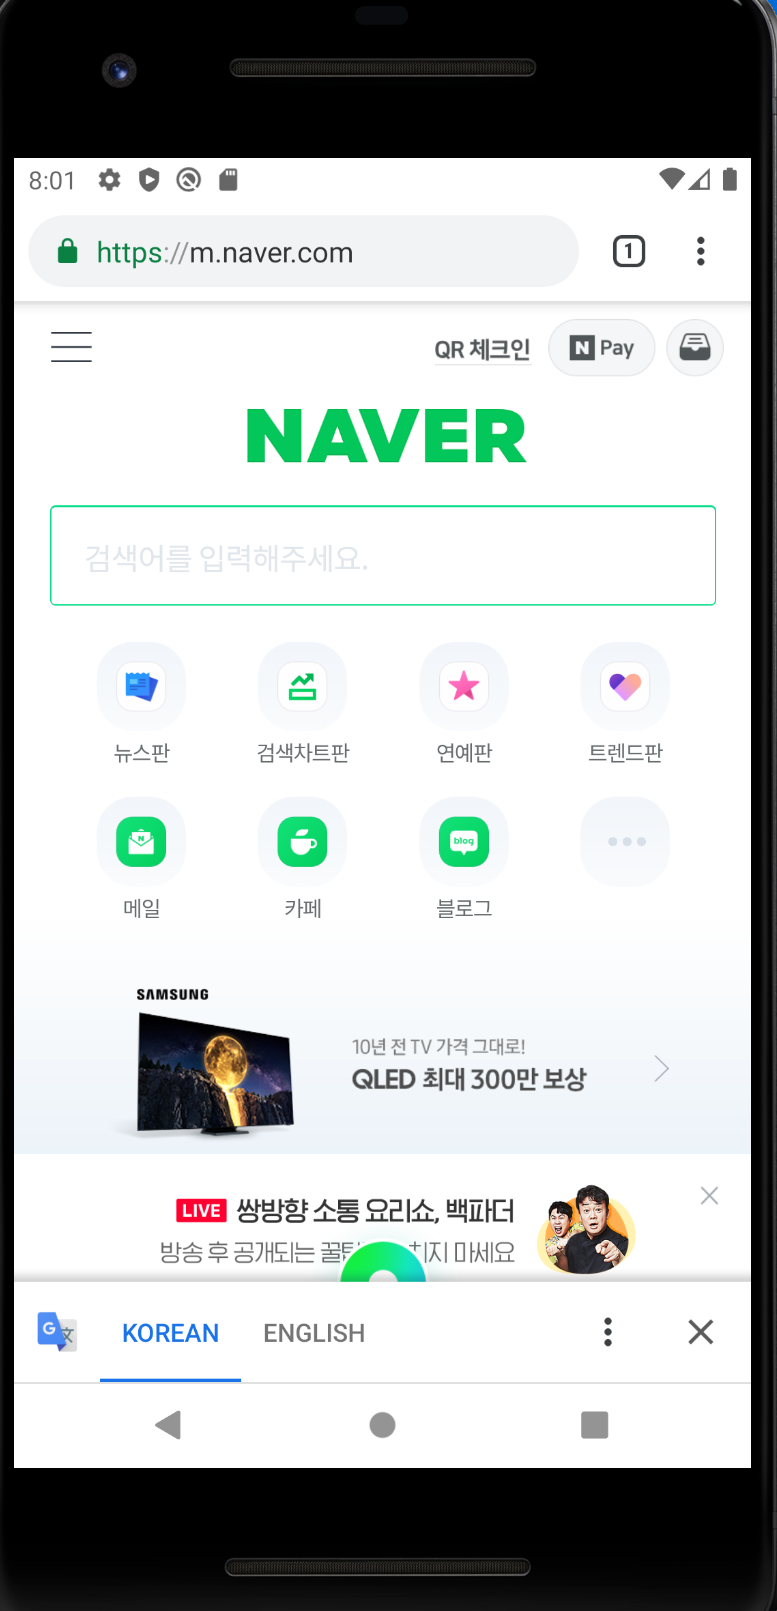 8:01
https://m.naver.com
1
QR 체크인
N Pay
NAVER
검색어를 입력해주세요.
뉴스판
검색차트판
연예판
트렌드판
N
blog
메일
카페
블로그
SAMSUNG
10년 전 TV 가격 그대로!
QLED 최대 300만 보상
LIVE 쌍방향 소통 요리쇼, 백파더
방송 후 공개되는 치지 마세요
G 文
KOREAN
ENGLISH